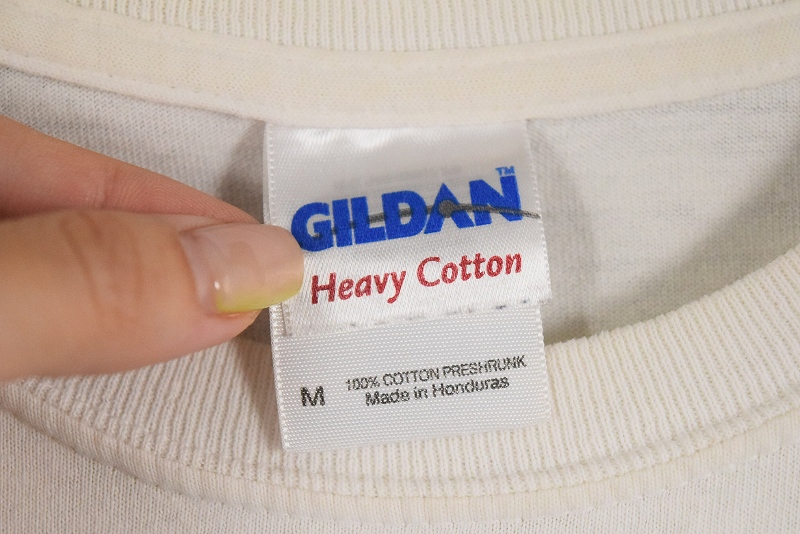 GILDAN™
Heavy Cotton
M
100% COTTON PRESHRUNK
Made in Honduras